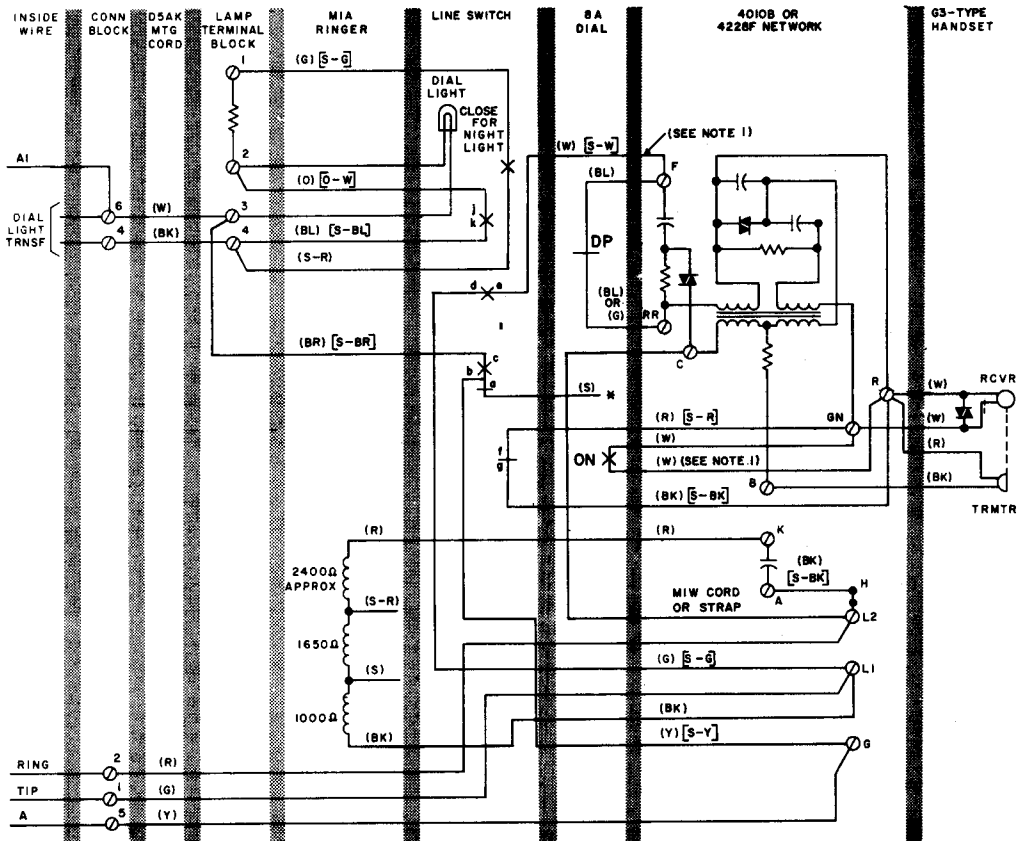 INSIDE WIRE
CONN BLOCK
D5AK MTG CORD
LAMP TERMINAL BLOCK
MIA RINGER
LINE SWITCH
8A DIAL
4010B OR 4228F NETWORK
G3-TYPE HANDSET
1
(G) [S-G]
DIAL LIGHT
CLOSE FOR NIGHT LIGHT
(SEE NOTE 1)
(W) [S-W]
A1
2
(O) [O-W]
(BL)
F
6
(W)
3
j
k
DIAL LIGHT TRNSF
4
(BK)
4
(BL) [S-BL]
(S-R)
DP
d
e
(BL) OR (G)
RR
(BR) [S-BR]
C
b
c
a
(S) *
R
(W)
RCVR
(R) [S-R]
GN
(W)
(W)
f
g
ON
(W) (SEE NOTE 1)
(R)
B
(BK)
(BK) [S-BK]
TRMTR
(R)
(R)
K
2400Ω APPROX
(BK) [S-BK]
A
H
MIW CORD OR STRAP
(S-R)
L2
1650Ω
(G) [S-G]
L1
(S)
1000Ω
(BK)
(BK)
(Y) [S-Y]
G
RING
2
(R)
TIP
1
(G)
A
5
(Y)